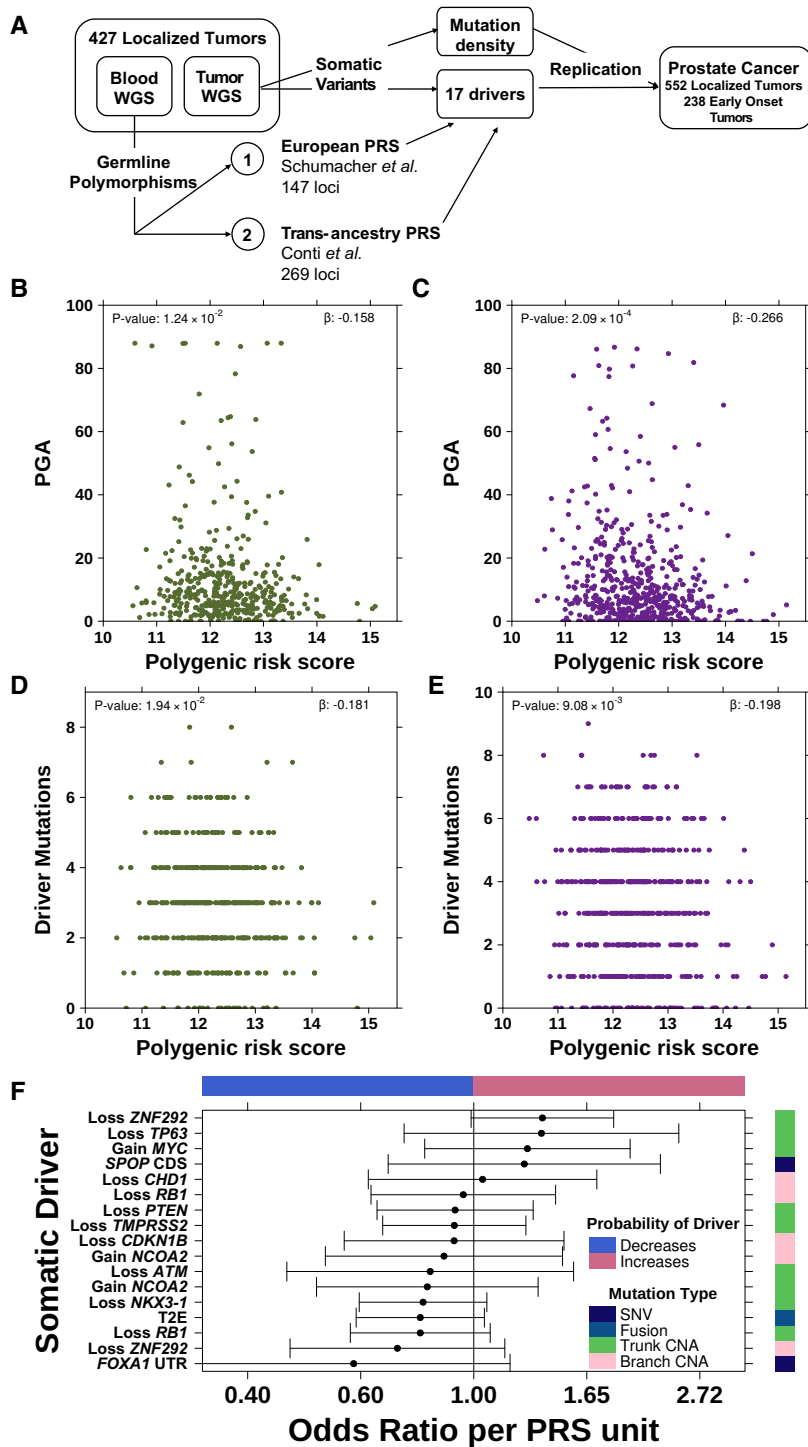 A
427 Localized Tumors
Blood
WGS
Tumor
WGS
Somatic
Variants
Mutation
density
17 drivers
Replication
Prostate Cancer
552 Localized Tumors
238 Early Onset
Tumors
Germline
Polymorphisms
1
European PRS
Schumacher et al.
147 loci
2
Trans-ancestry PRS
Conti et al.
269 loci
B
P-value: 1.24 × 10⁻²
β: -0.158
PGA
100
80
60
40
20
0
10 11 12 13 14 15
Polygenic risk score
C
P-value: 2.09 × 10⁻⁴
β: -0.266
PGA
100
80
60
40
20
0
10 11 12 13 14 15
Polygenic risk score
D
P-value: 1.94 × 10⁻²
β: -0.181
Driver Mutations
8
6
4
2
0
10 11 12 13 14 15
Polygenic risk score
E
P-value: 9.08 × 10⁻³
β: -0.198
Driver Mutations
10
8
6
4
2
0
10 11 12 13 14 15
Polygenic risk score
F
Somatic Driver
Loss ZNF292
Loss TP63
Gain MYC
SPOP CDS
Loss CHD1
Loss RB1
Loss PTEN
Loss TMPRSS2
Loss CDKN1B
Gain NCOA2
Loss ATM
Gain NCOA2
Loss NKX3-1
T2E
Loss RB1
Loss ZNF292
FOXA1 UTR
Probability of Driver
Decreases
Increases
Mutation Type
SNV
Fusion
Trunk CNA
Branch CNA
0.40 0.60 1.00 1.65 2.72
Odds Ratio per PRS unit